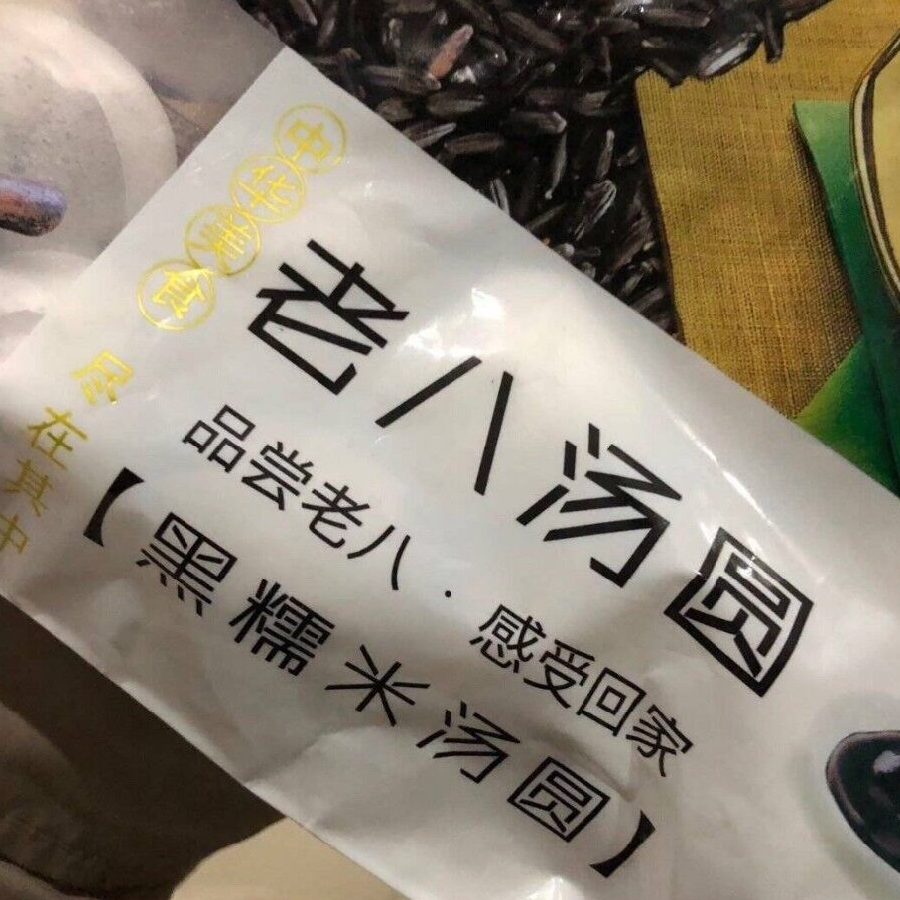 中华美食
尽在其中
老八汤圆
品尝老八·感受回家
【黑糯米汤圆】